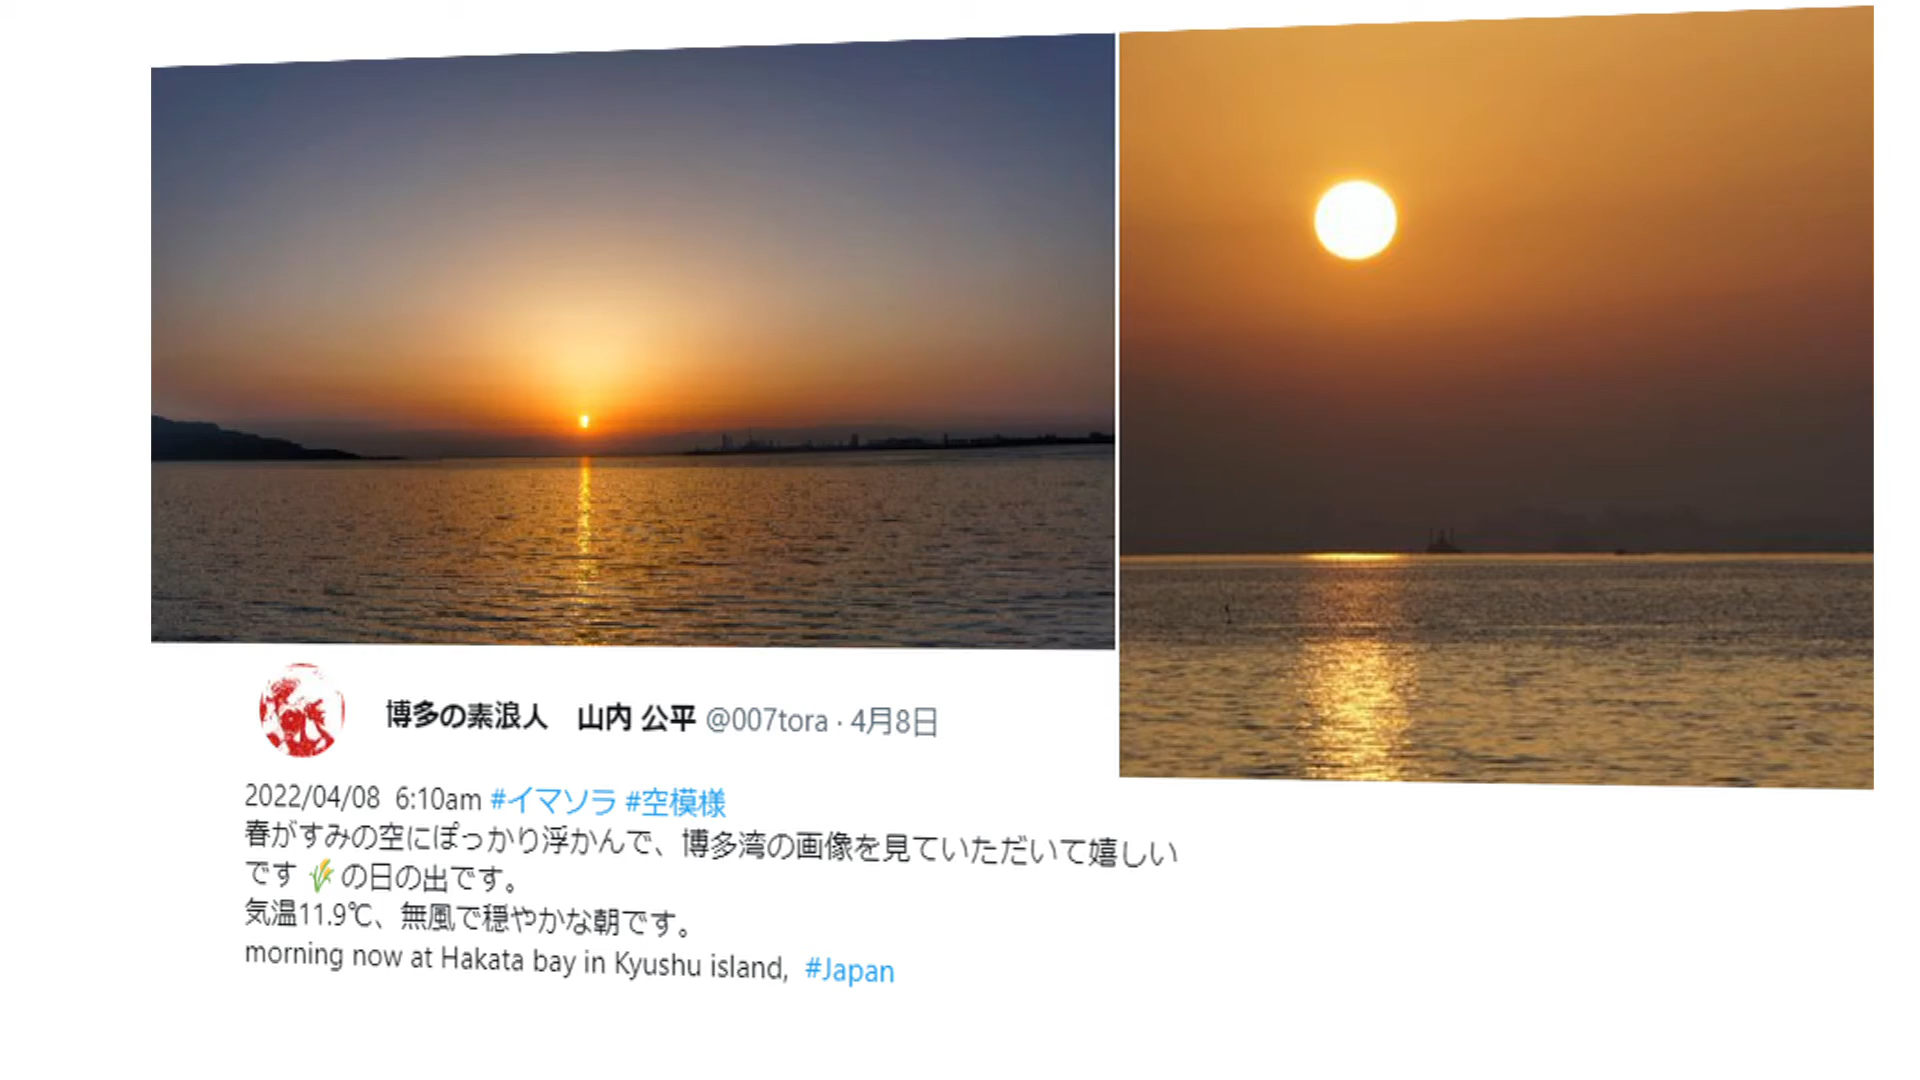 博多の素浪人 山内 公平 @007tora · 4月8日
2022/04/08 6:10am #イマソラ #空模様
春がすみの空にぽっかり浮かんで、博多湾の画像を見ていただいて嬉しい
です 🌾 の日の出です。
気温11.9℃、無風で穏やかな朝です。
morning now at Hakata bay in Kyushu island, #Japan